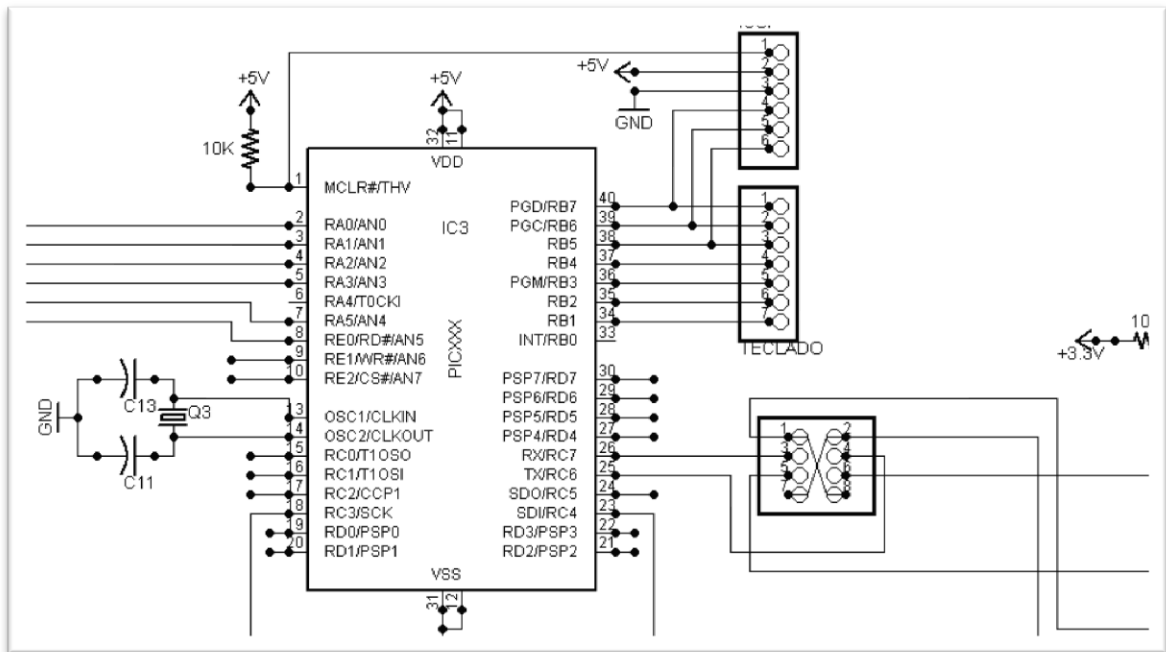 +5V
10K
+5V
32
11
VDD
+5V
GND
1
2
3
4
5
6
1
MCLR#/THV
2
RA0/AN0
3
RA1/AN1
4
RA2/AN2
5
RA3/AN3
6
RA4/T0CKI
7
RA5/AN4
8
RE0/RD#/AN5
9
RE1/WR#/AN6
10
RE2/CS#/AN7
13
OSC1/CLKIN
14
OSC2/CLKOUT
15
RC0/T1OSO
16
RC1/T1OSI
17
RC2/CCP1
18
RC3/SCK
19
RD0/PSP0
20
RD1/PSP1
IC3
PICXXX
PGD/RB7
40
PGC/RB6
39
RB5
38
RB4
37
PGM/RB3
36
RB2
35
RB1
34
INT/RB0
33
PSP7/RD7
30
PSP6/RD6
29
PSP5/RD5
28
PSP4/RD4
27
RX/RC7
26
TX/RC6
25
SDO/RC5
24
SDI/RC4
23
RD3/PSP3
22
RD2/PSP2
21
VSS
31
12
GND
C13
Q3
C11
1
2
3
4
5
6
7
TECLADO
10
+3.3V
1
2
3
4
5
6
7
8